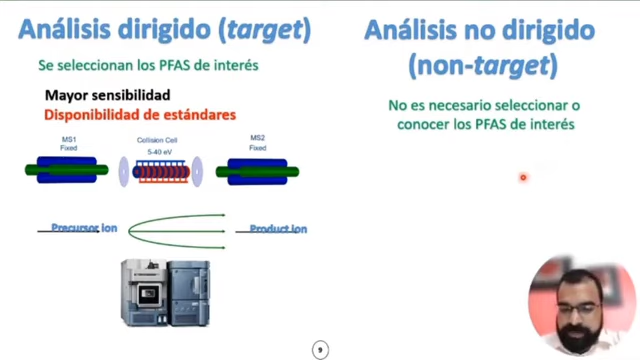 Análisis dirigido (target)
Se seleccionan los PFAS de interés
Mayor sensibilidad
Disponibilidad de estándares
MS1
Fixed
Collision Cell
5-40 eV
MS2
Fixed
Precursor ion
Product ion
Análisis no dirigido
(non-target)
No es necesario seleccionar o
conocer los PFAS de interés
9